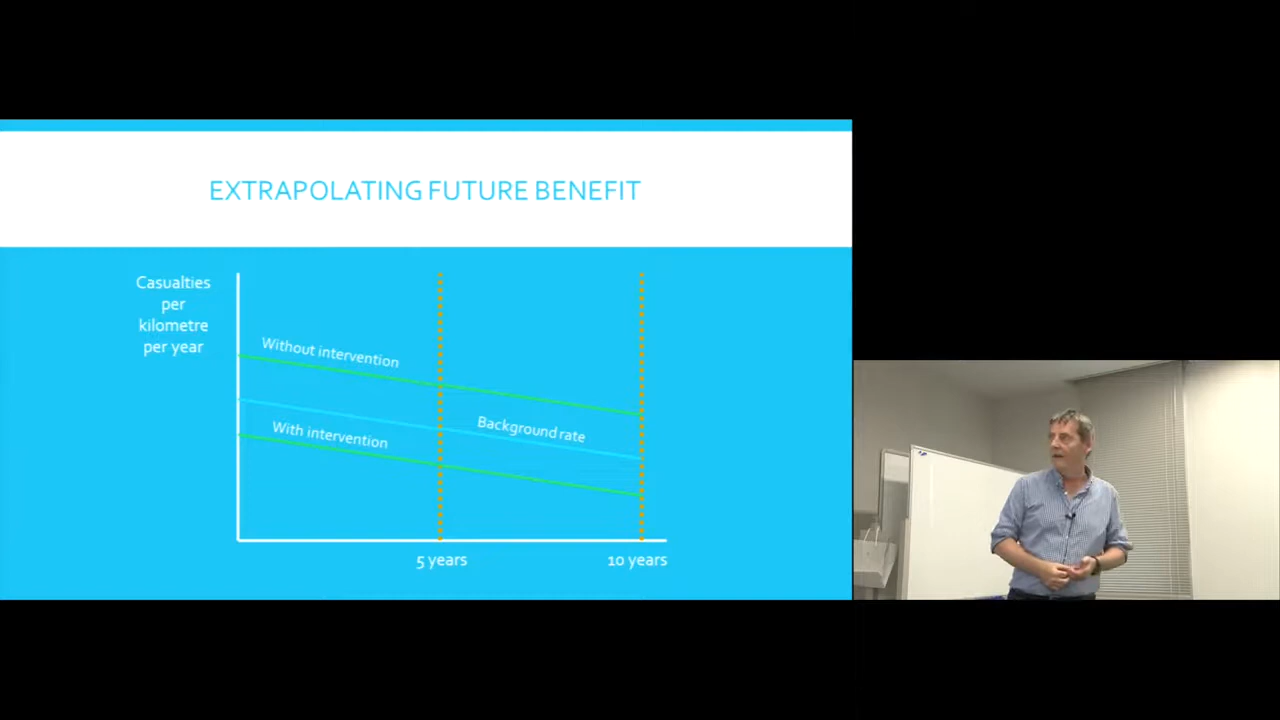 EXTRAPOLATING FUTURE BENEFIT
Casualties
per
kilometre
per year
Without intervention
With intervention
Background rate
5 years
10 years